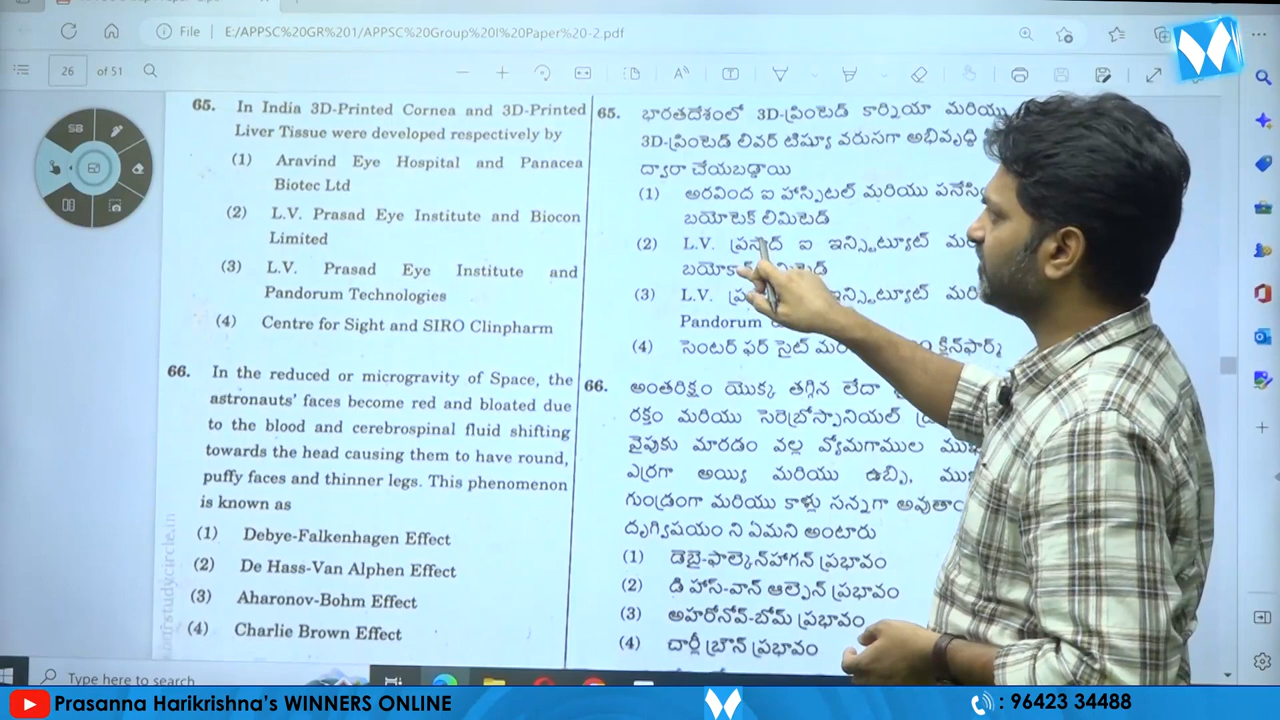 File E:/APPSC%20GR%201/APPSC%20Group%20I%20Paper%20-2.pdf
26 of 51
65. In India 3D-Printed Cornea and 3D-Printed
Liver Tissue were developed respectively by
(1) Aravind Eye Hospital and Panacea
Biotec Ltd
(2) L.V. Prasad Eye Institute and Biocon
Limited
(3) L.V. Prasad Eye Institute and
Pandorum Technologies
(4) Centre for Sight and SIRO Clinpharm
66. In the reduced or microgravity of Space, the
astronauts' faces become red and bloated due
to the blood and cerebrospinal fluid shifting
towards the head causing them to have round,
puffy faces and thinner legs. This phenomenon
is known as
(1) Debye-Falkenhagen Effect
(2) De Hass-Van Alphen Effect
(3) Aharonov-Bohm Effect
(4) Charlie Brown Effect
65. భారతదేశంలో 3D-ప్రింటెడ్ కార్నియా మరియు
3D-ప్రింటెడ్ లివర్ టిష్యూ వరుసగా అభివృద్ధి
ద్వారా చేయబడ్డాయి
(1) అరవింద ఐ హాస్పిటల్ మరియు
బయోటెక్ లిమిటెడ్
(2) L.V. ప్రసాద్ ఐ ఇన్స్టిట్యూట్
(3) L.V. ఇన్స్టిట్యూట్
Pandorum
(4) సెంటర్ ఫర్ సైట్ క్లిన్‌ఫార్మ్
66. అంతరిక్షం యొక్క తగ్గిన లేదా
రక్తం మరియు సెరెబ్రోస్పానియల్
వైపుకు మారడం వల్ల వ్యోమగాముల
ఎర్రగా అయ్యి మరియు ఉబ్బి,
గుండ్రంగా మరియు కాళ్లు సన్నగా
దృగ్విషయం ని ఏమని అంటారు
(1) డెబై-ఫాల్కెన్‌హాగన్ ప్రభావం
(2) డి హాస్-వాన్ ఆల్ఫెన్ ప్రభావం
(3) అహరోనోవ్-బోమ్ ప్రభావం
(4) చార్లీ బ్రౌన్ ప్రభావం
Type here to search
Prasanna Harikrishna's WINNERS ONLINE
: 96423 34488